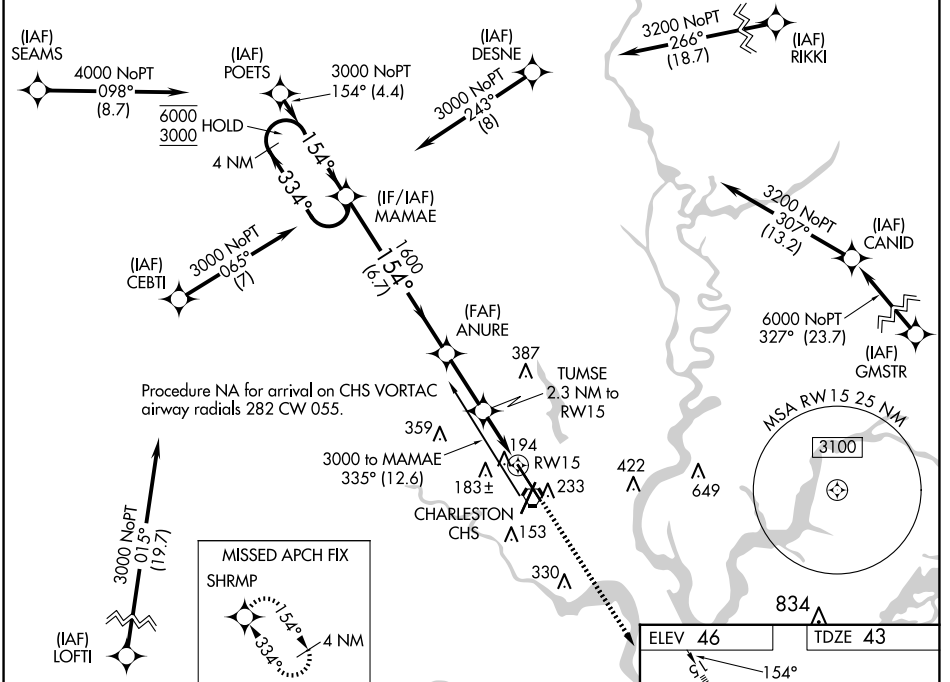 (IAF)
SEAMS
4000 NoPT
098°
(8.7)
(IAF)
POETS
3000 NoPT
154° (4.4)
6000
3000
HOLD
4 NM
154°
334°
(IF/IAF)
MAMAE
(IAF)
DESNE
3000 NoPT
243°
(8)
3200 NoPT
266°
(18.7)
(IAF)
RIKKI
3200 NoPT
307°
(13.2)
(IAF)
CANID
6000 NoPT
327° (23.7)
(IAF)
GMSTR
(IAF)
CEBTI
3000 NoPT
065°
(7)
1600
154°
(6.7)
(FAF)
ANURE
387
TUMSE
2.3 NM to
RW15
Procedure NA for arrival on CHS VORTAC
airway radials 282 CW 055.
359
3000 to MAMAE
335° (12.6)
194
RW15
183±
233
422
649
CHARLESTON
CHS
153
330
MSA RW15 25 NM
3100
3000 NoPT
015°
(19.7)
(IAF)
LOFTI
MISSED APCH FIX
SHRMP
154°
334°
4 NM
834
ELEV 46
TDZE 43
154°
15